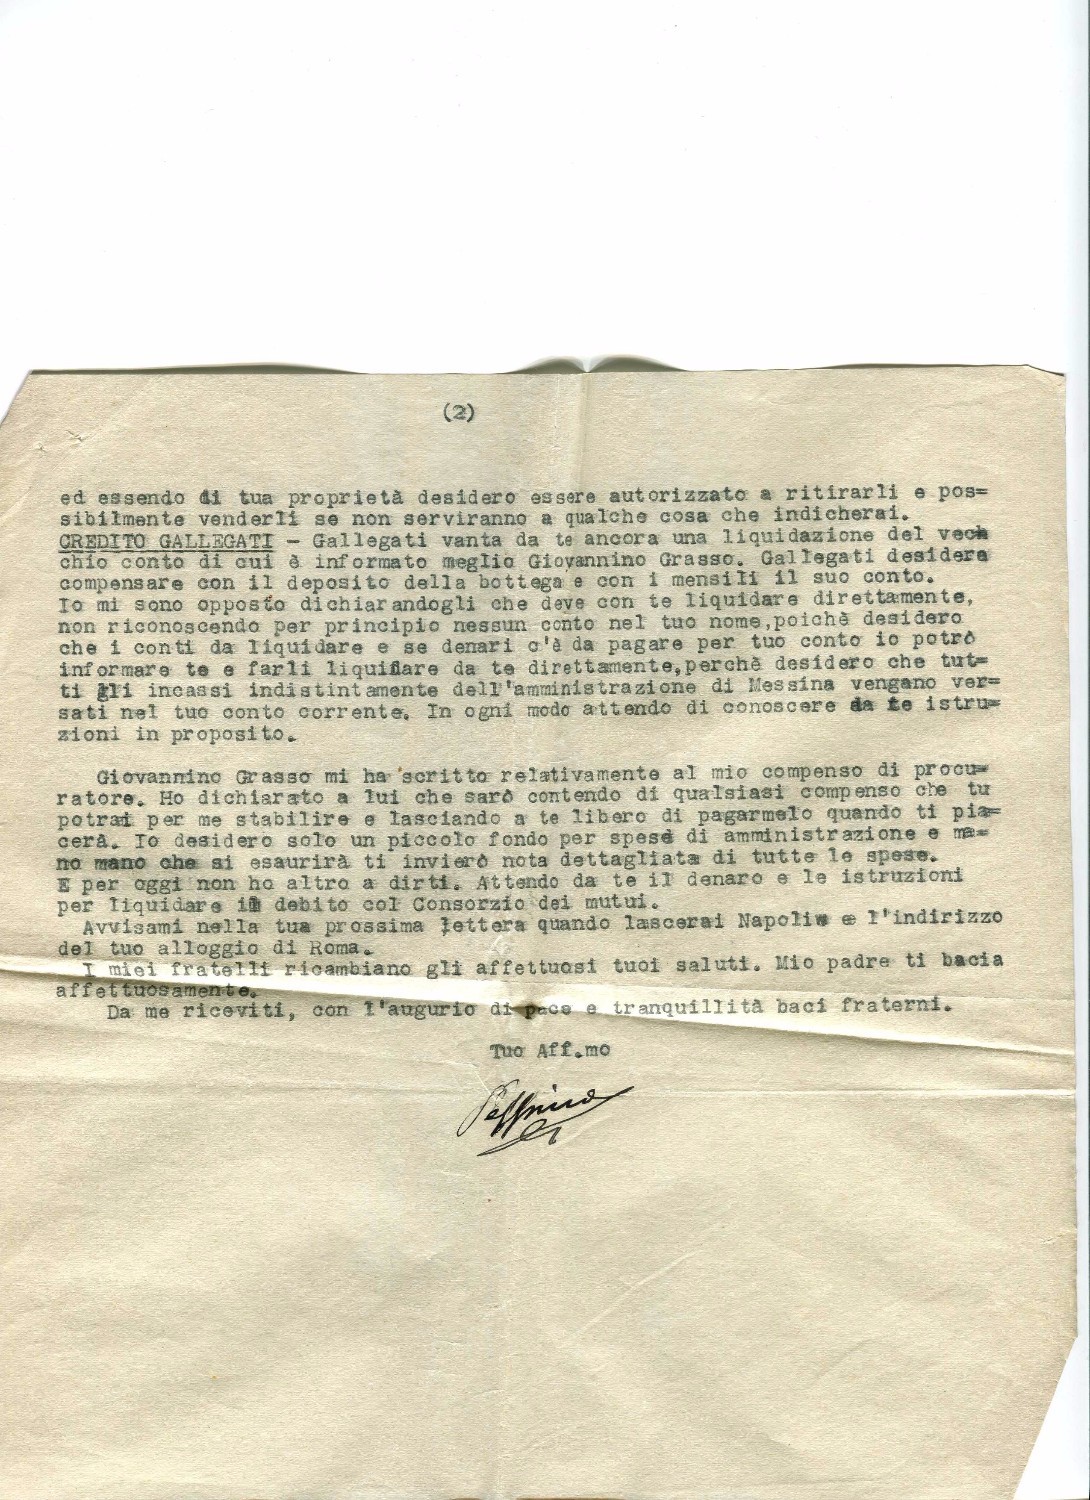 (2)
ed essendo di tua proprietà desidero essere autorizzato a ritirarli e pos=
sibilmente venderli se non serviranno a qualche cosa che indicherai.
CREDITO GALLEGATI - Gallegati vanta da te ancora una liquidazione del vec
chio conto di cui è informato meglio Giovannino Grasso. Gallegati desidera
compensare con il deposito della bottega e con i mensili il suo conto.
Io mi sono opposto dichiarandogli che deve con te liquidare direttamente,
non riconoscendo per principio nessun conto nel tuo nome,poichè desidero
che i conti da liquidare e se denari c'è da pagare per tuo conto io potrò
informare te e farli liquidare da te direttamente,perchè desidero che tut=
ti gli incassi indistintamente dell'amministrazione di Messina vengano ver=
sati nel tuo conto corrente. In ogni modo attendo di conoscere da te istru=
zioni in proposito.
Giovannino Grasso mi ha scritto relativamente al mio compenso di procu=
ratore. Ho dichiarato a lui che sarò contendo di qualsiasi compenso che tu
potrai per me stabilire e lasciando a te libero di pagarmelo quando ti pia=
cerà. Io desidero solo un piccolo fondo per spese di amministrazione e ma=
no mano che si esaurirà ti invierò nota dettagliata di tutte le spese.
E per oggi non ho altro a dirti. Attendo da te il denaro e le istruzioni
per liquidare il debito col Consorzio dei mutui.
Avvisami nella tua prossima lettera quando lascerai Napoli e l'indirizzo
del tuo alloggio di Roma.
I miei fratelli ricambiano gli affettuosi tuoi saluti. Mio padre ti bacia
affettuosamente.
Da me riceviti, con l'augurio di pace e tranquillità baci fraterni.
Tuo Aff.mo
Peppino